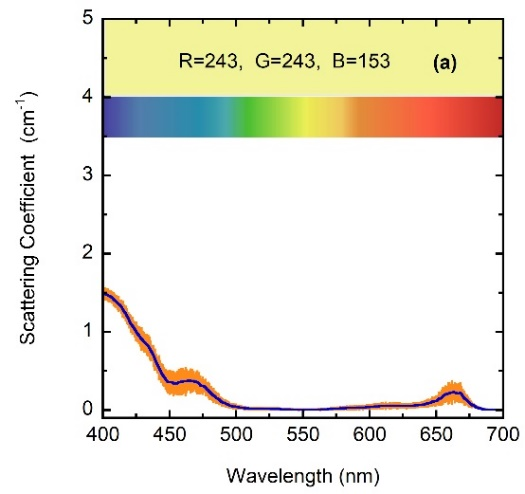 R=243, G=243, B=153 (a)
Scattering Coefficient (cm⁻¹)
5
4
3
2
1
0
400 450 500 550 600 650 700
Wavelength (nm)